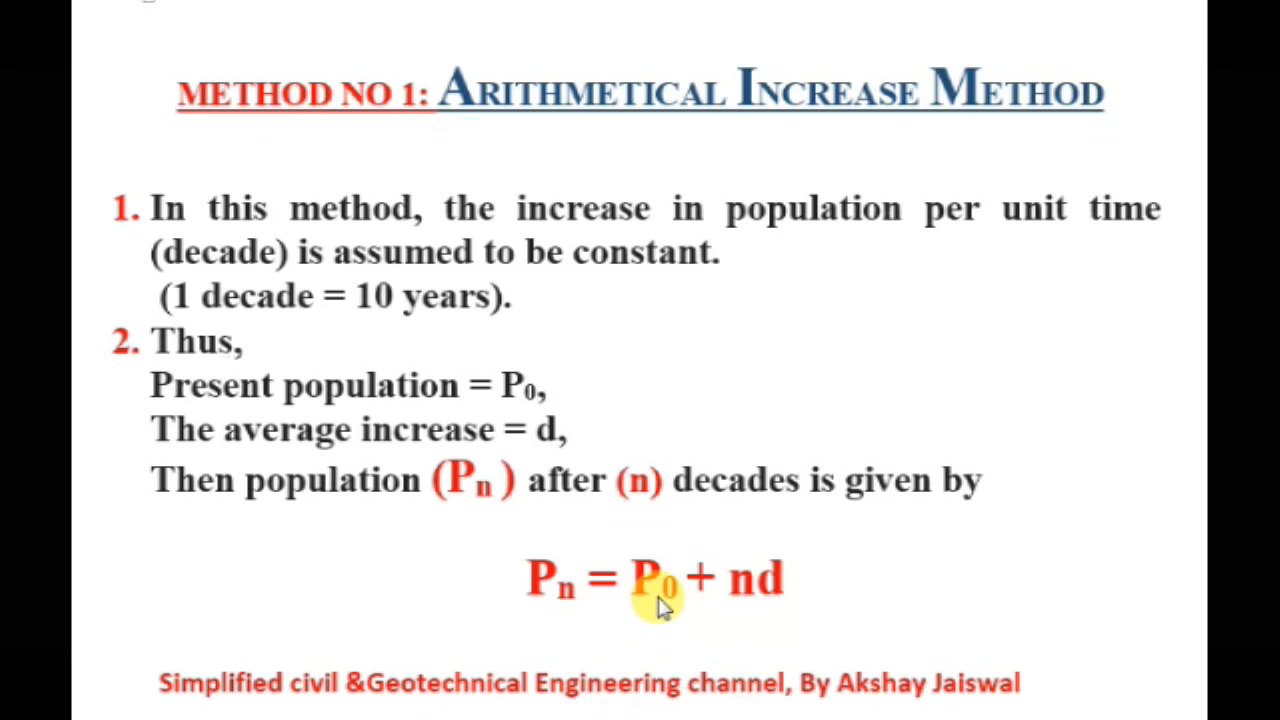 METHOD NO 1: ARITHMETICAL INCREASE METHOD
1. In this method, the increase in population per unit time
(decade) is assumed to be constant.
(1 decade = 10 years).
2. Thus,
Present population = P₀,
The average increase = d,
Then population (Pₙ) after (n) decades is given by
Pₙ = P₀ + nd
Simplified civil &Geotechnical Engineering channel, By Akshay Jaiswal